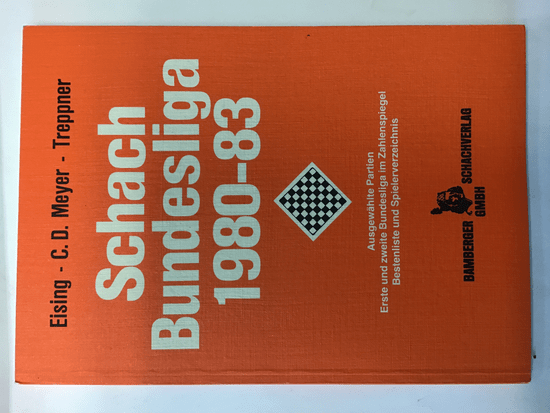 Eising - C. D. Meyer - Treppner
Schach
Bundesliga
1980-83
Ausgewählte Partien
Erste und zweite Bundesliga im Zahlenspiegel
Bestenliste und Spielerverzeichnis
BAMBERGER SCHACHVERLAG
GMBH